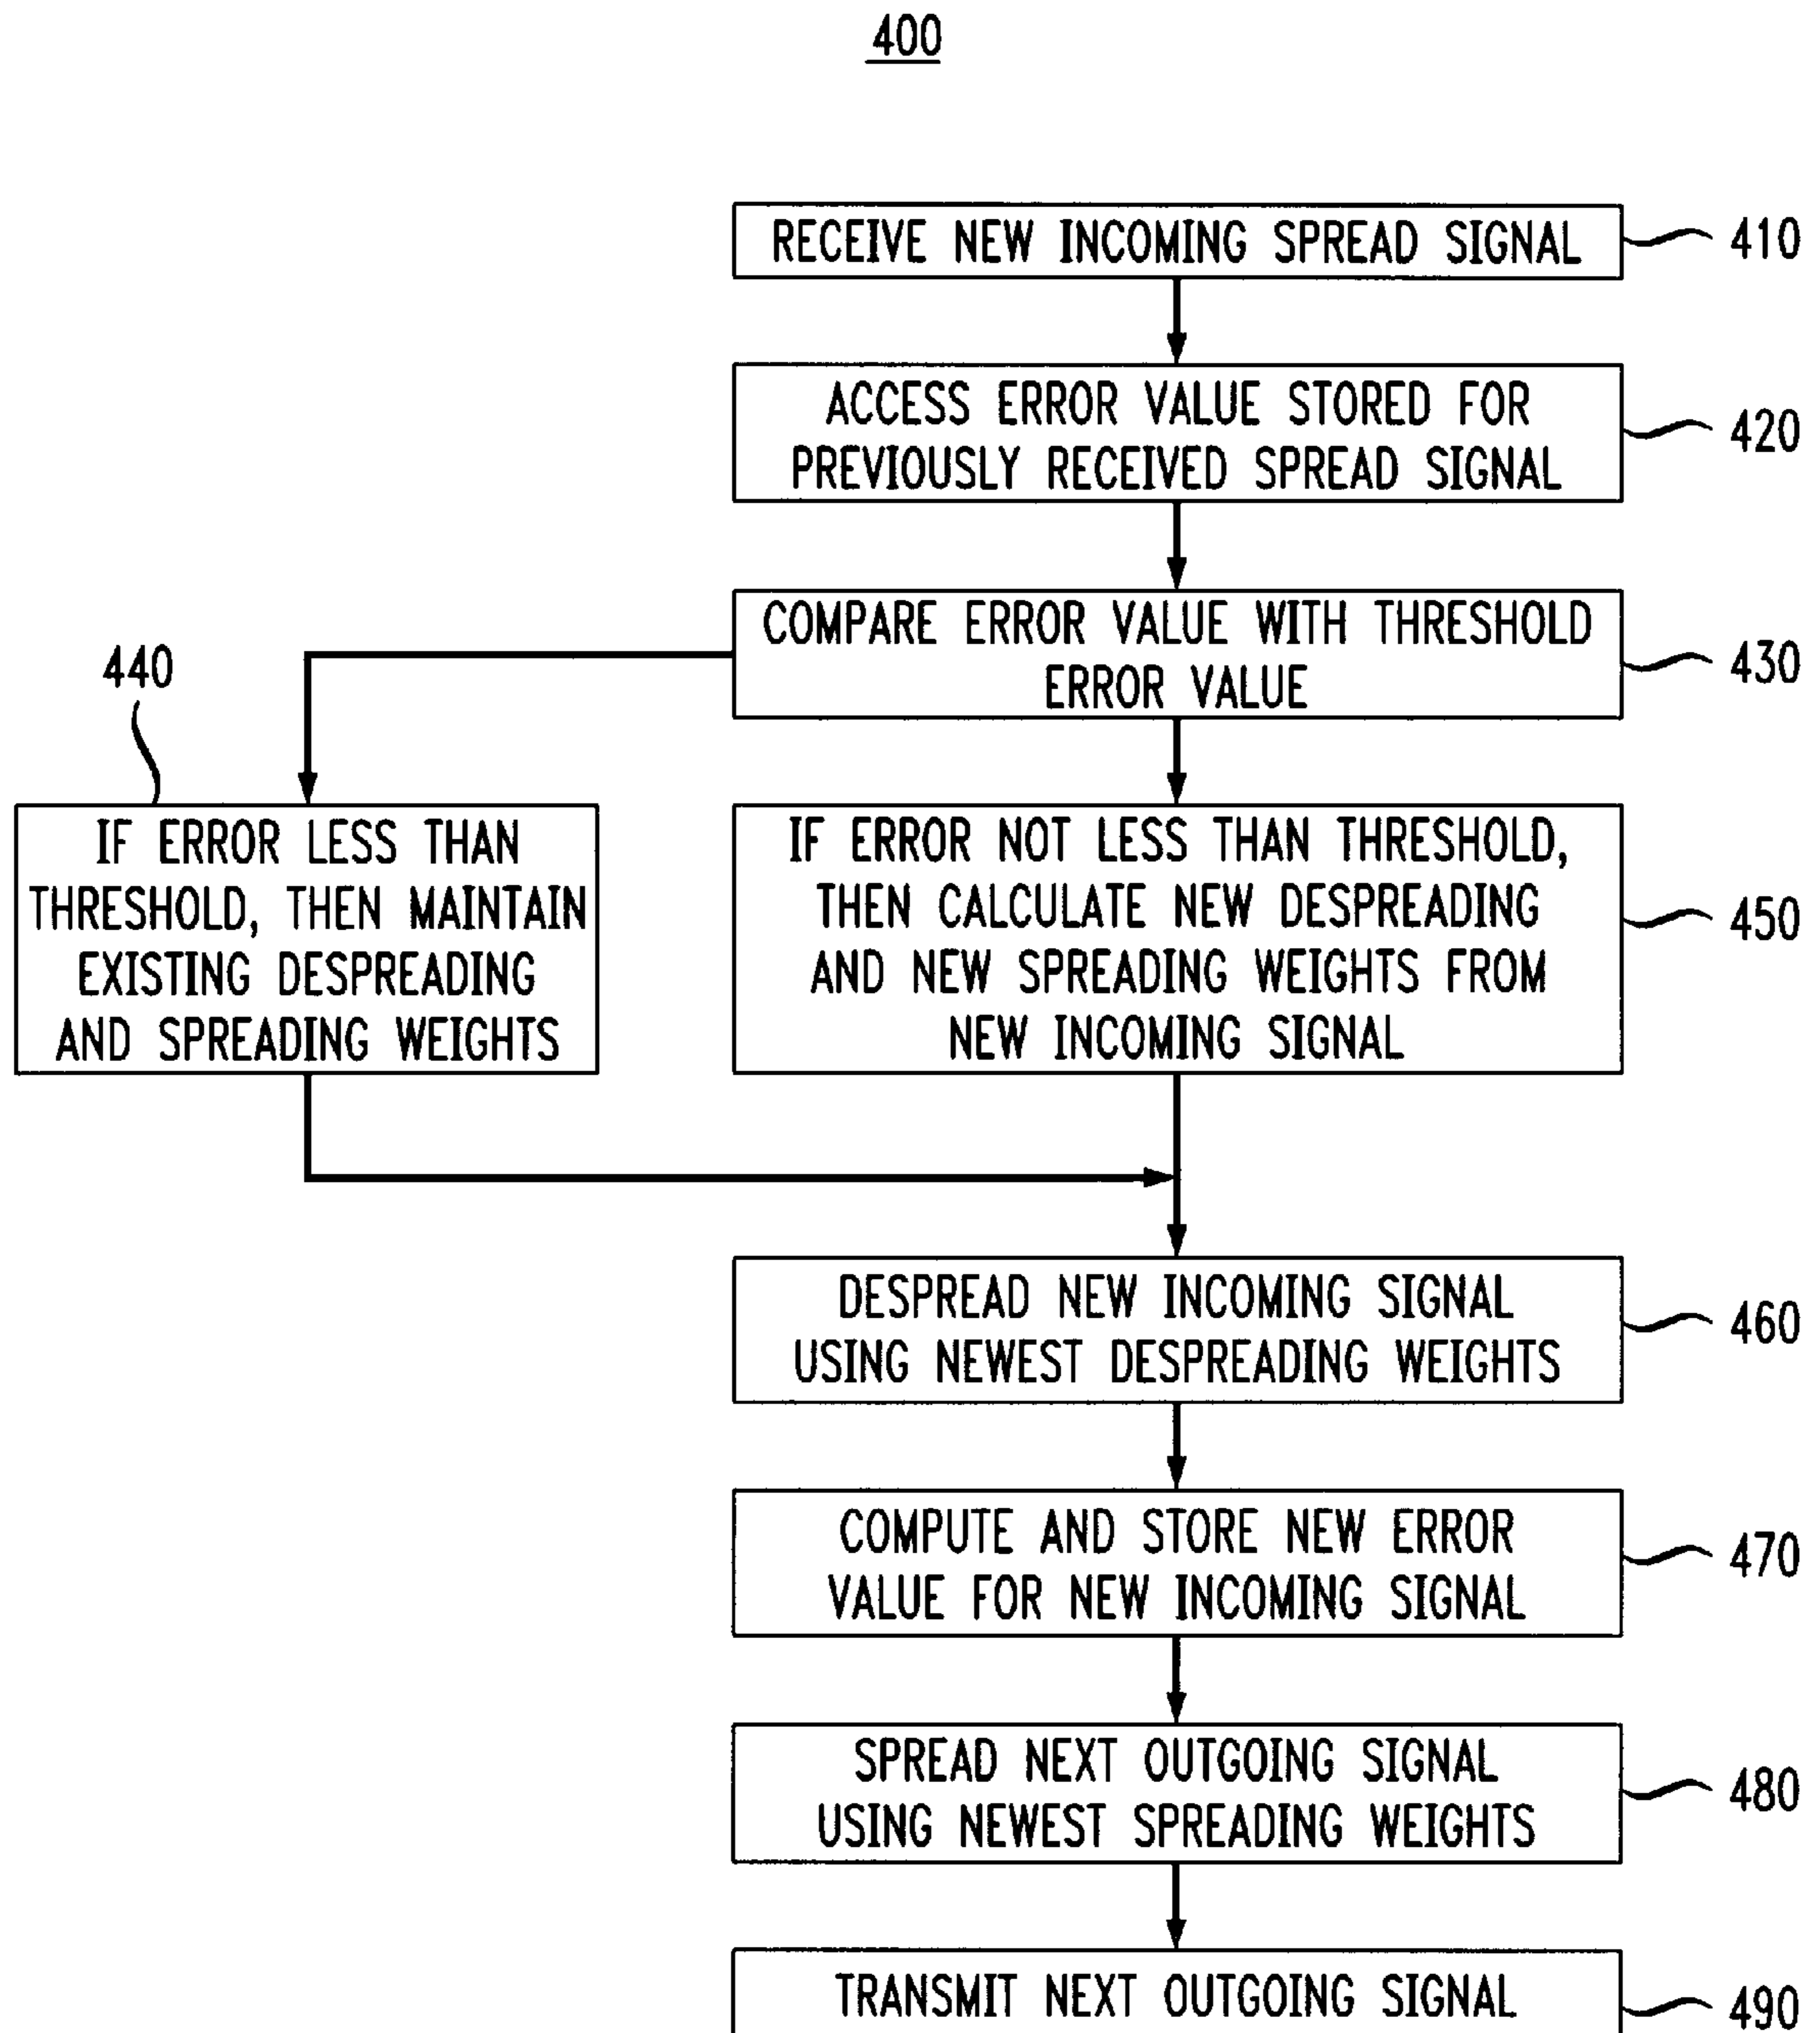 400
RECEIVE NEW INCOMING SPREAD SIGNAL
410
ACCESS ERROR VALUE STORED FOR
PREVIOUSLY RECEIVED SPREAD SIGNAL
420
COMPARE ERROR VALUE WITH THRESHOLD
ERROR VALUE
430
440
IF ERROR LESS THAN
THRESHOLD, THEN MAINTAIN
EXISTING DESPREADING
AND SPREADING WEIGHTS
IF ERROR NOT LESS THAN THRESHOLD,
THEN CALCULATE NEW DESPREADING
AND NEW SPREADING WEIGHTS FROM
NEW INCOMING SIGNAL
450
DESPREAD NEW INCOMING SIGNAL
USING NEWEST DESPREADING WEIGHTS
460
COMPUTE AND STORE NEW ERROR
VALUE FOR NEW INCOMING SIGNAL
470
SPREAD NEXT OUTGOING SIGNAL
USING NEWEST SPREADING WEIGHTS
480
TRANSMIT NEXT OUTGOING SIGNAL
490